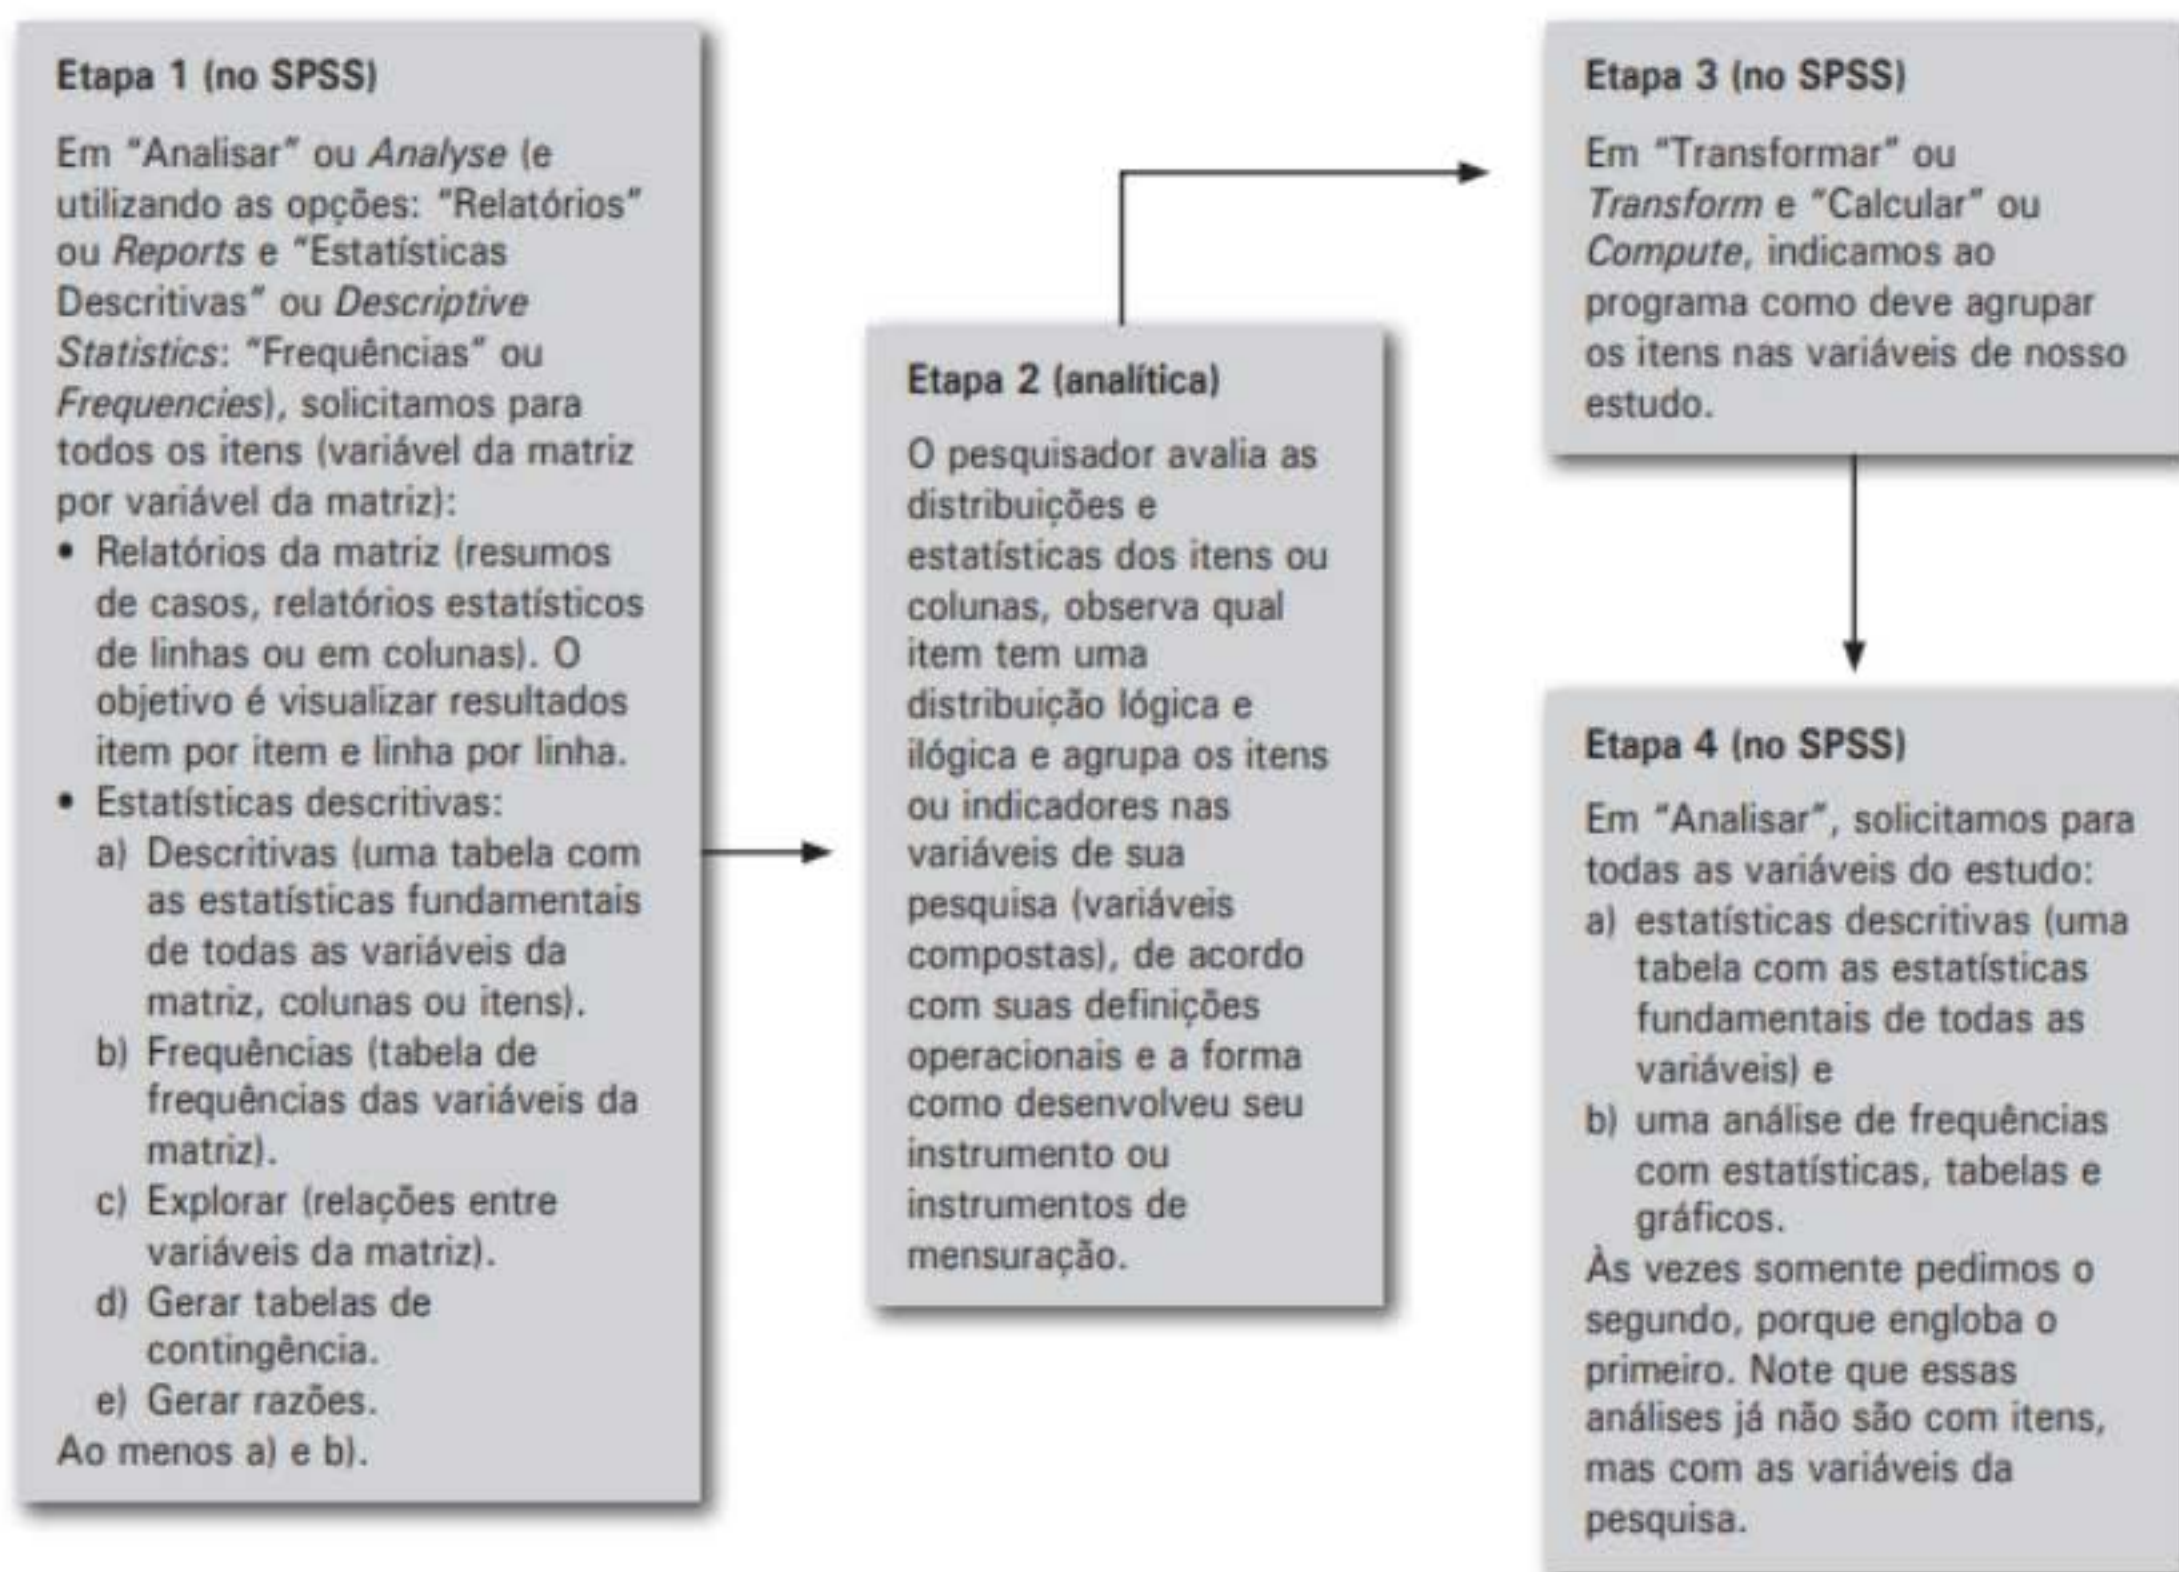 Etapa 1 (no SPSS)
Em "Analisar" ou Analyse (e
utilizando as opções: "Relatórios"
ou Reports e "Estatísticas
Descritivas" ou Descriptive
Statistics: "Frequências" ou
Frequencies), solicitamos para
todos os itens (variável da matriz
por variável da matriz):
• Relatórios da matriz (resumos
de casos, relatórios estatísticos
de linhas ou em colunas). O
objetivo é visualizar resultados
item por item e linha por linha.
• Estatísticas descritivas:
a) Descritivas (uma tabela com
as estatísticas fundamentais
de todas as variáveis da
matriz, colunas ou itens).
b) Frequências (tabela de
frequências das variáveis da
matriz).
c) Explorar (relações entre
variáveis da matriz).
d) Gerar tabelas de
contingência.
e) Gerar razões.
Ao menos a) e b).
Etapa 2 (analítica)
O pesquisador avalia as
distribuições e
estatísticas dos itens ou
colunas, observa qual
item tem uma
distribuição lógica e
ilógica e agrupa os itens
ou indicadores nas
variáveis de sua
pesquisa (variáveis
compostas), de acordo
com suas definições
operacionais e a forma
como desenvolveu seu
instrumento ou
instrumentos de
mensuração.
Etapa 3 (no SPSS)
Em "Transformar" ou
Transform e "Calcular" ou
Compute, indicamos ao
programa como deve agrupar
os itens nas variáveis de nosso
estudo.
Etapa 4 (no SPSS)
Em "Analisar", solicitamos para
todas as variáveis do estudo:
a) estatísticas descritivas (uma
tabela com as estatísticas
fundamentais de todas as
variáveis) e
b) uma análise de frequências
com estatísticas, tabelas e
gráficos.
Às vezes somente pedimos o
segundo, porque engloba o
primeiro. Note que essas
análises já não são com itens,
mas com as variáveis da
pesquisa.